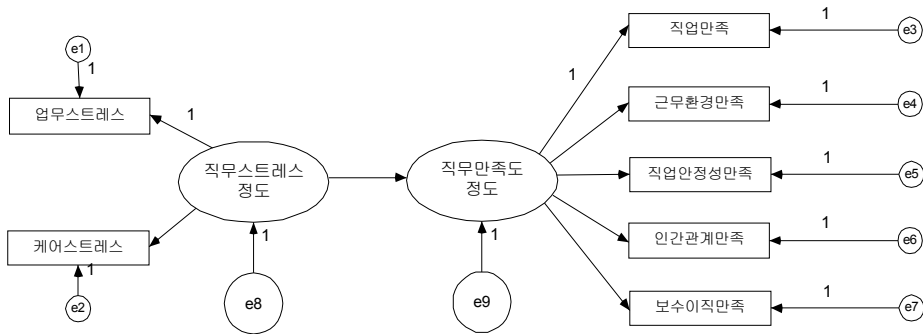 e1
1
업무스트레스
1
직무스트레스
정도
케어스트레스
1
e2
1
e8
직무만족도
정도
1
e9
1
직업만족
1
e3
근무환경만족
1
e4
직업안정성만족
1
e5
인간관계만족
1
e6
보수이직만족
1
e7